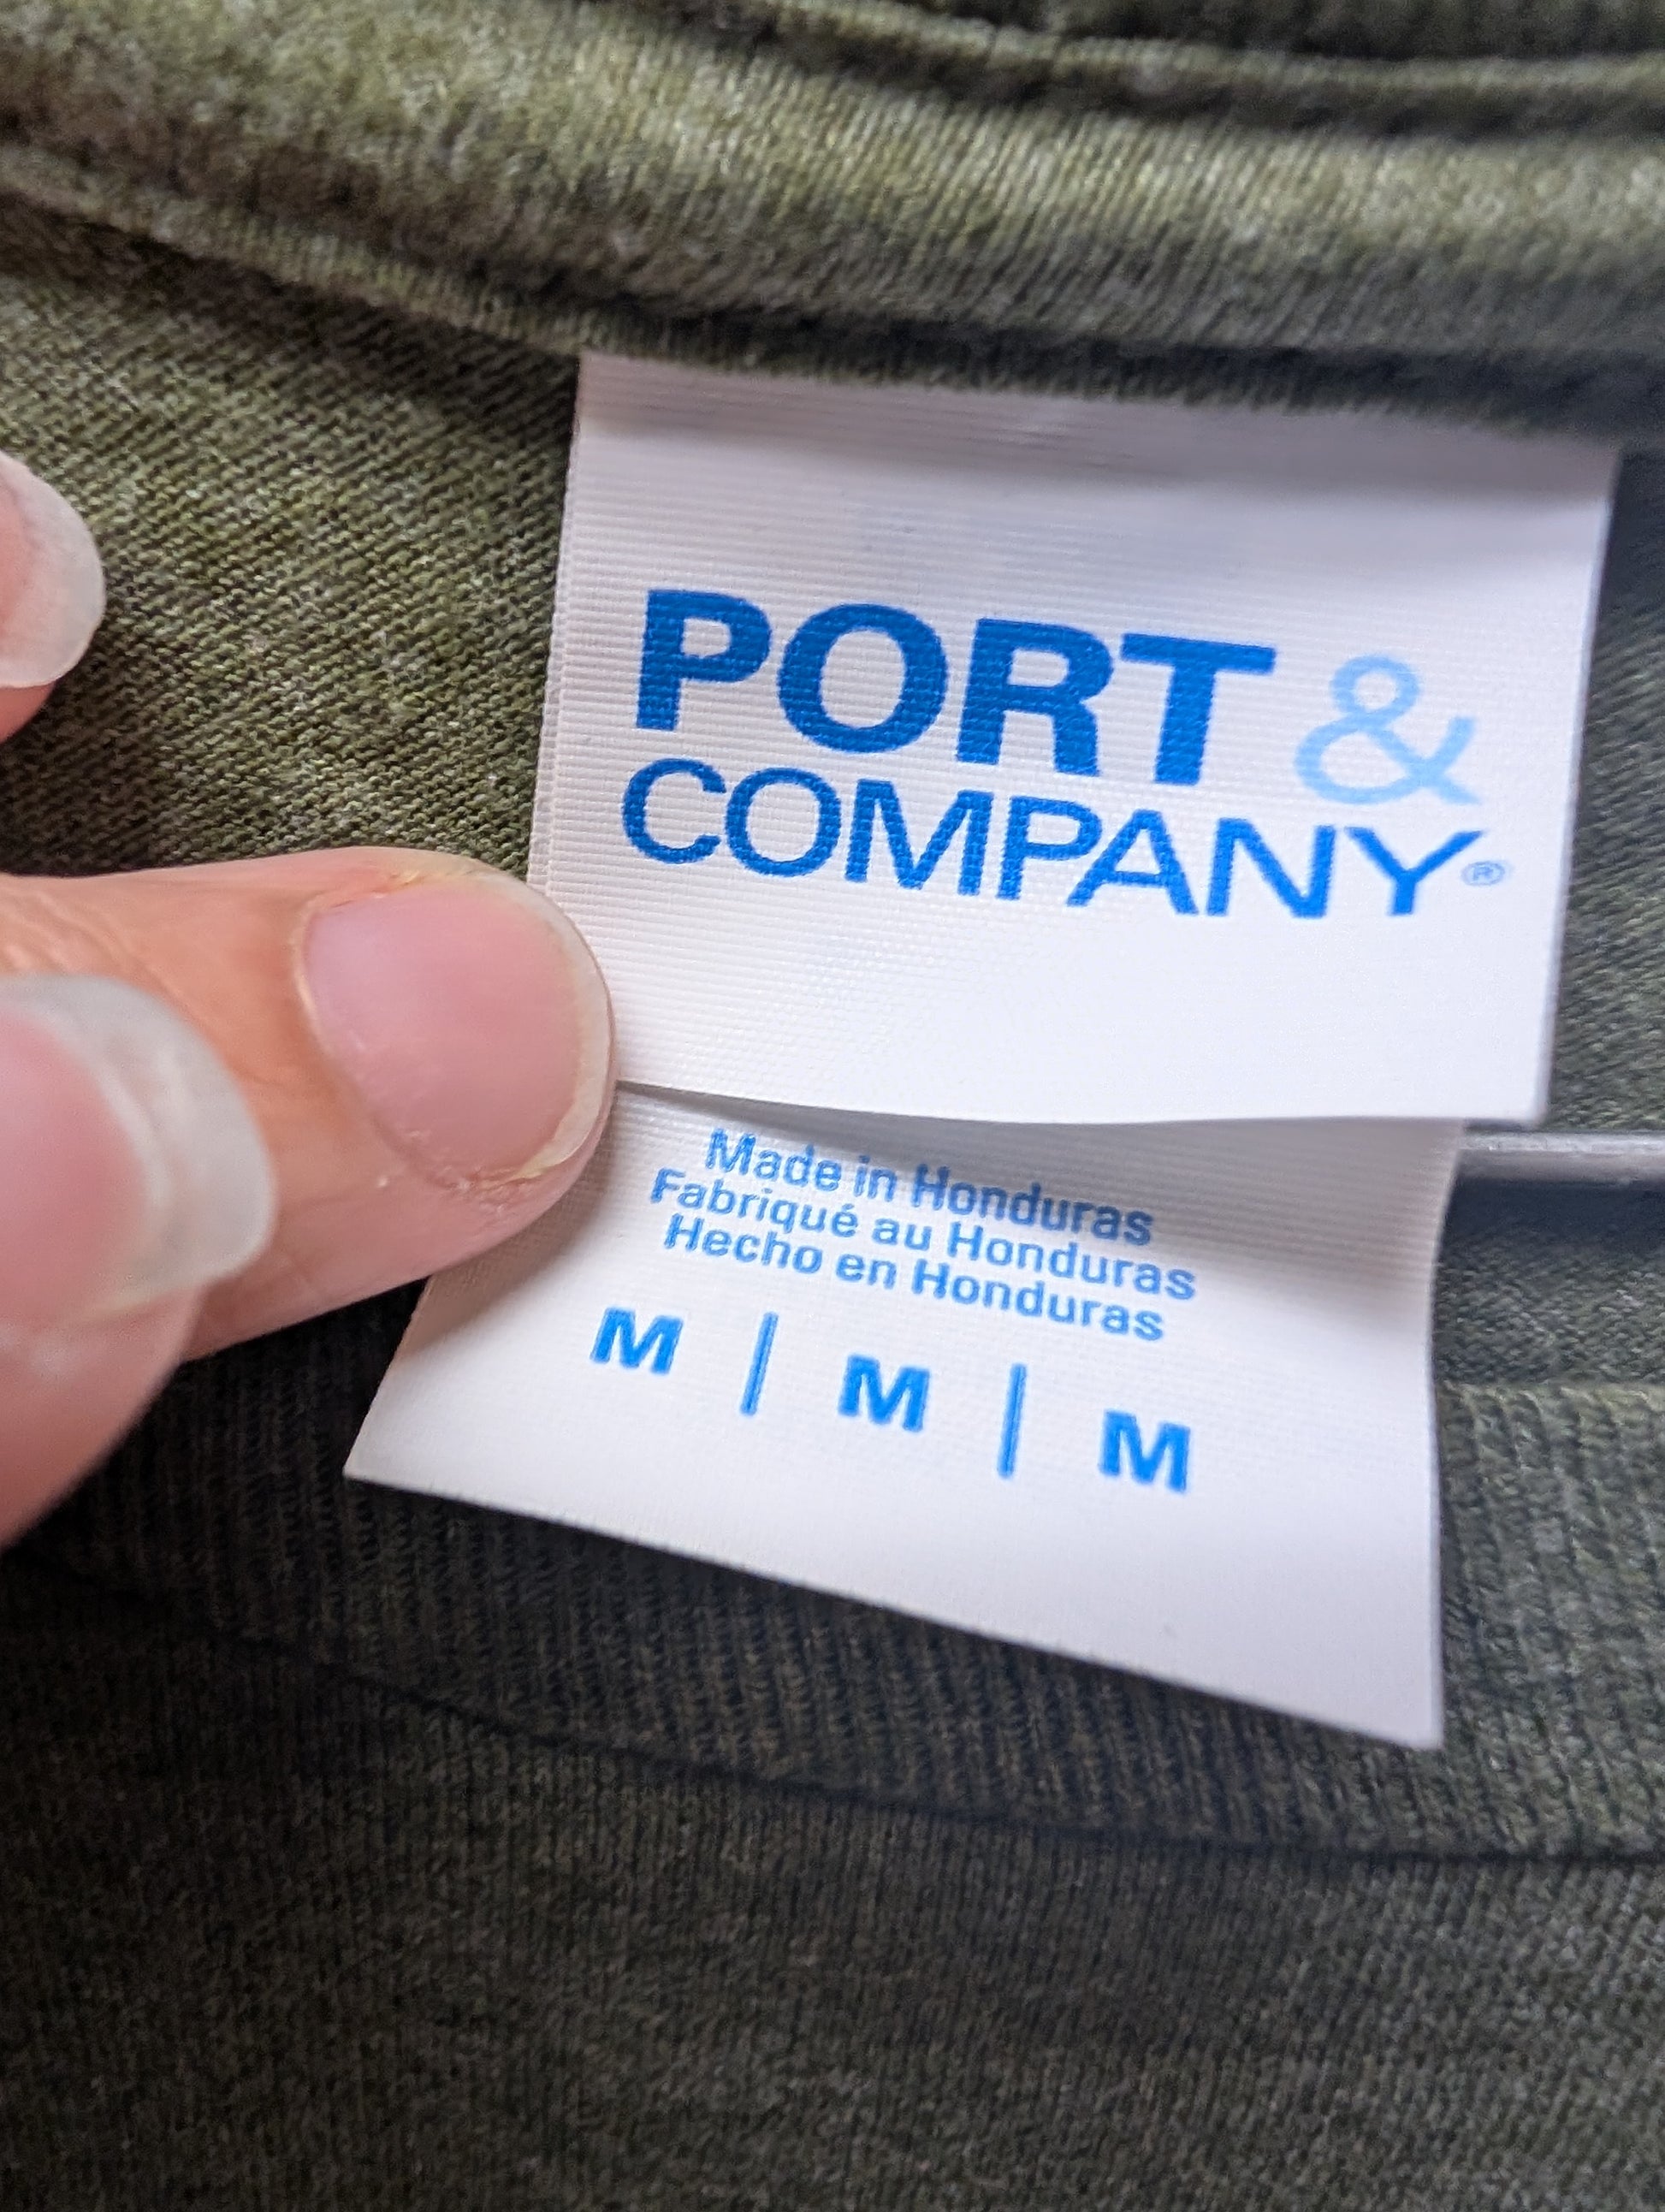 PORT &
COMPANY®
Made in Honduras
Fabriqué au Honduras
Hecho en Honduras
M | M | M